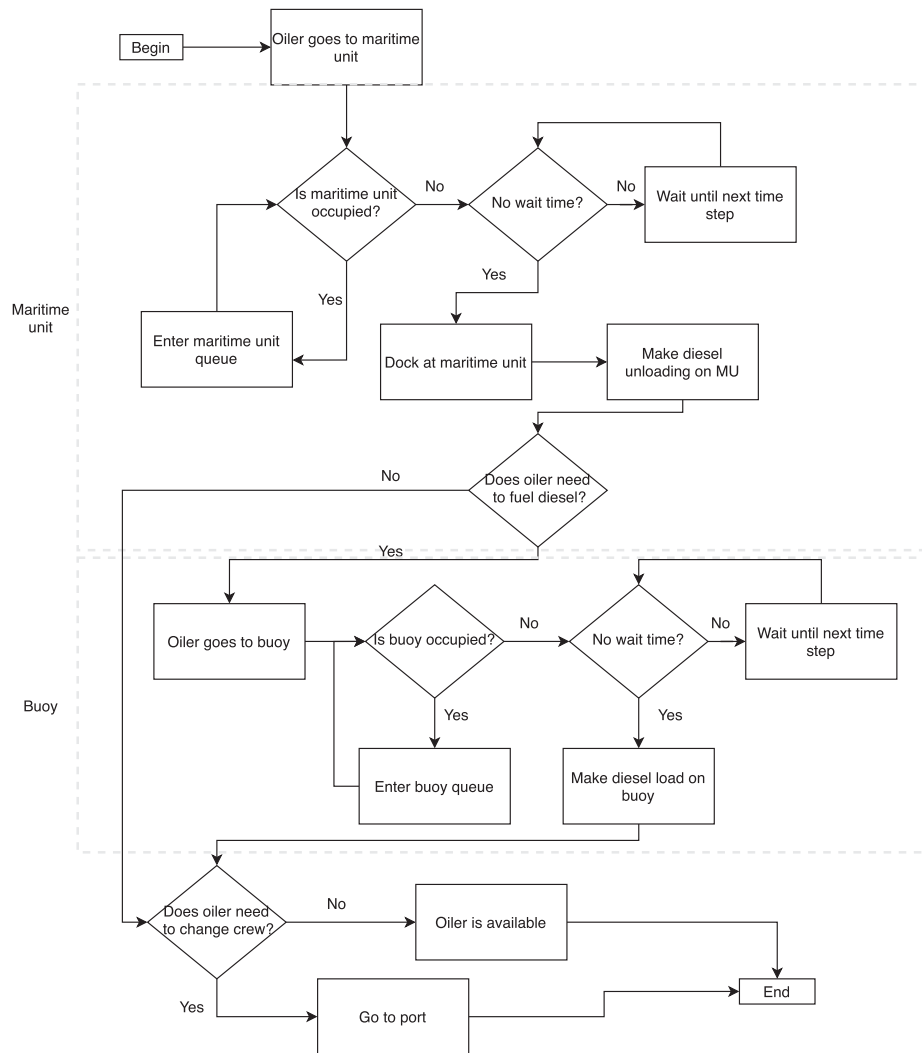 Begin
Oiler goes to maritime
unit
Is maritime unit
occupied?
No
No wait time?
No
Wait until next time
step
Yes
Yes
Maritime
unit
Enter maritime unit
queue
Dock at maritime unit
Make diesel
unloading on MU
No
Does oiler need
to fuel diesel?
Yes
Oiler goes to buoy
Is buoy occupied?
No
No wait time?
No
Wait until next time
step
Buoy
Yes
Yes
Enter buoy queue
Make diesel load on
buoy
Does oiler need
to change crew?
No
Oiler is available
Yes
Go to port
End